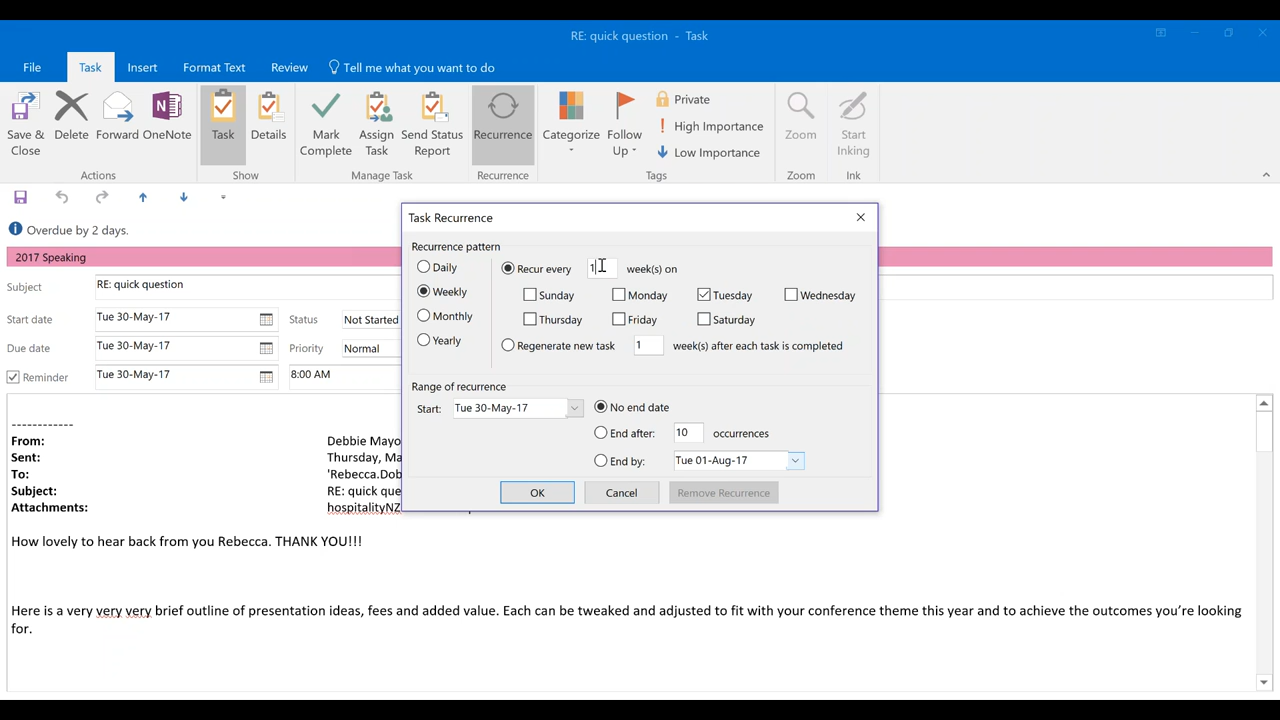 RE: quick question - Task
File Task Insert Format Text Review Tell me what you want to do
Save & Close Delete Forward OneNote Task Details Mark Complete Assign Task Send Status Report Recurrence Categorize Follow Up Private High Importance Low Importance Zoom Start Inking
Actions Show Manage Task Recurrence Tags Zoom Ink
Overdue by 2 days.
2017 Speaking
Subject RE: quick question
Start date Tue 30-May-17 Status Not Started
Due date Tue 30-May-17 Priority Normal
Reminder Tue 30-May-17 8:00 AM
Task Recurrence
Recurrence pattern
Daily Recur every 1 week(s) on
Weekly Sunday Monday Tuesday Wednesday
Monthly Thursday Friday Saturday
Yearly Regenerate new task 1 week(s) after each task is completed
Range of recurrence
Start: Tue 30-May-17 No end date
End after: 10 occurrences
End by: Tue 01-Aug-17
OK Cancel Remove Recurrence
------------
From: Debbie Mayo
Sent: Thursday, Ma
To: 'Rebecca.Dob
Subject: RE: quick que
Attachments: hospitalityNZ
How lovely to hear back from you Rebecca. THANK YOU!!!
Here is a very very very brief outline of presentation ideas, fees and added value. Each can be tweaked and adjusted to fit with your conference theme this year and to achieve the outcomes you're looking
for.